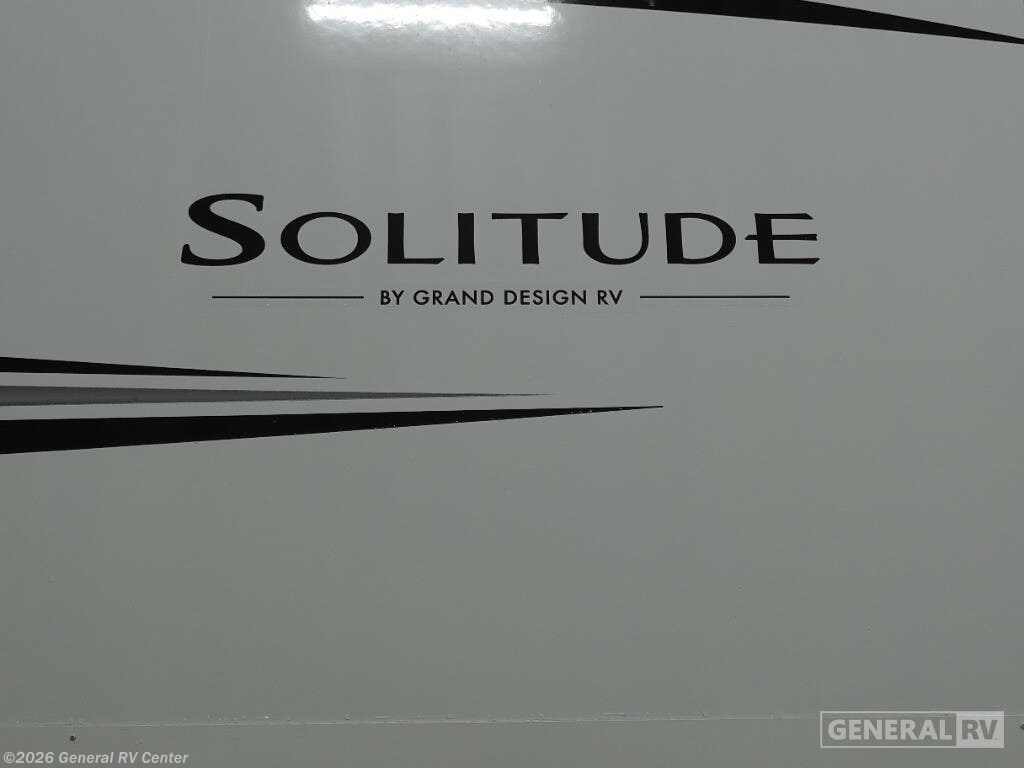 SOLITUDE
BY GRAND DESIGN RV
GENERAL RV
©2026 General RV Center